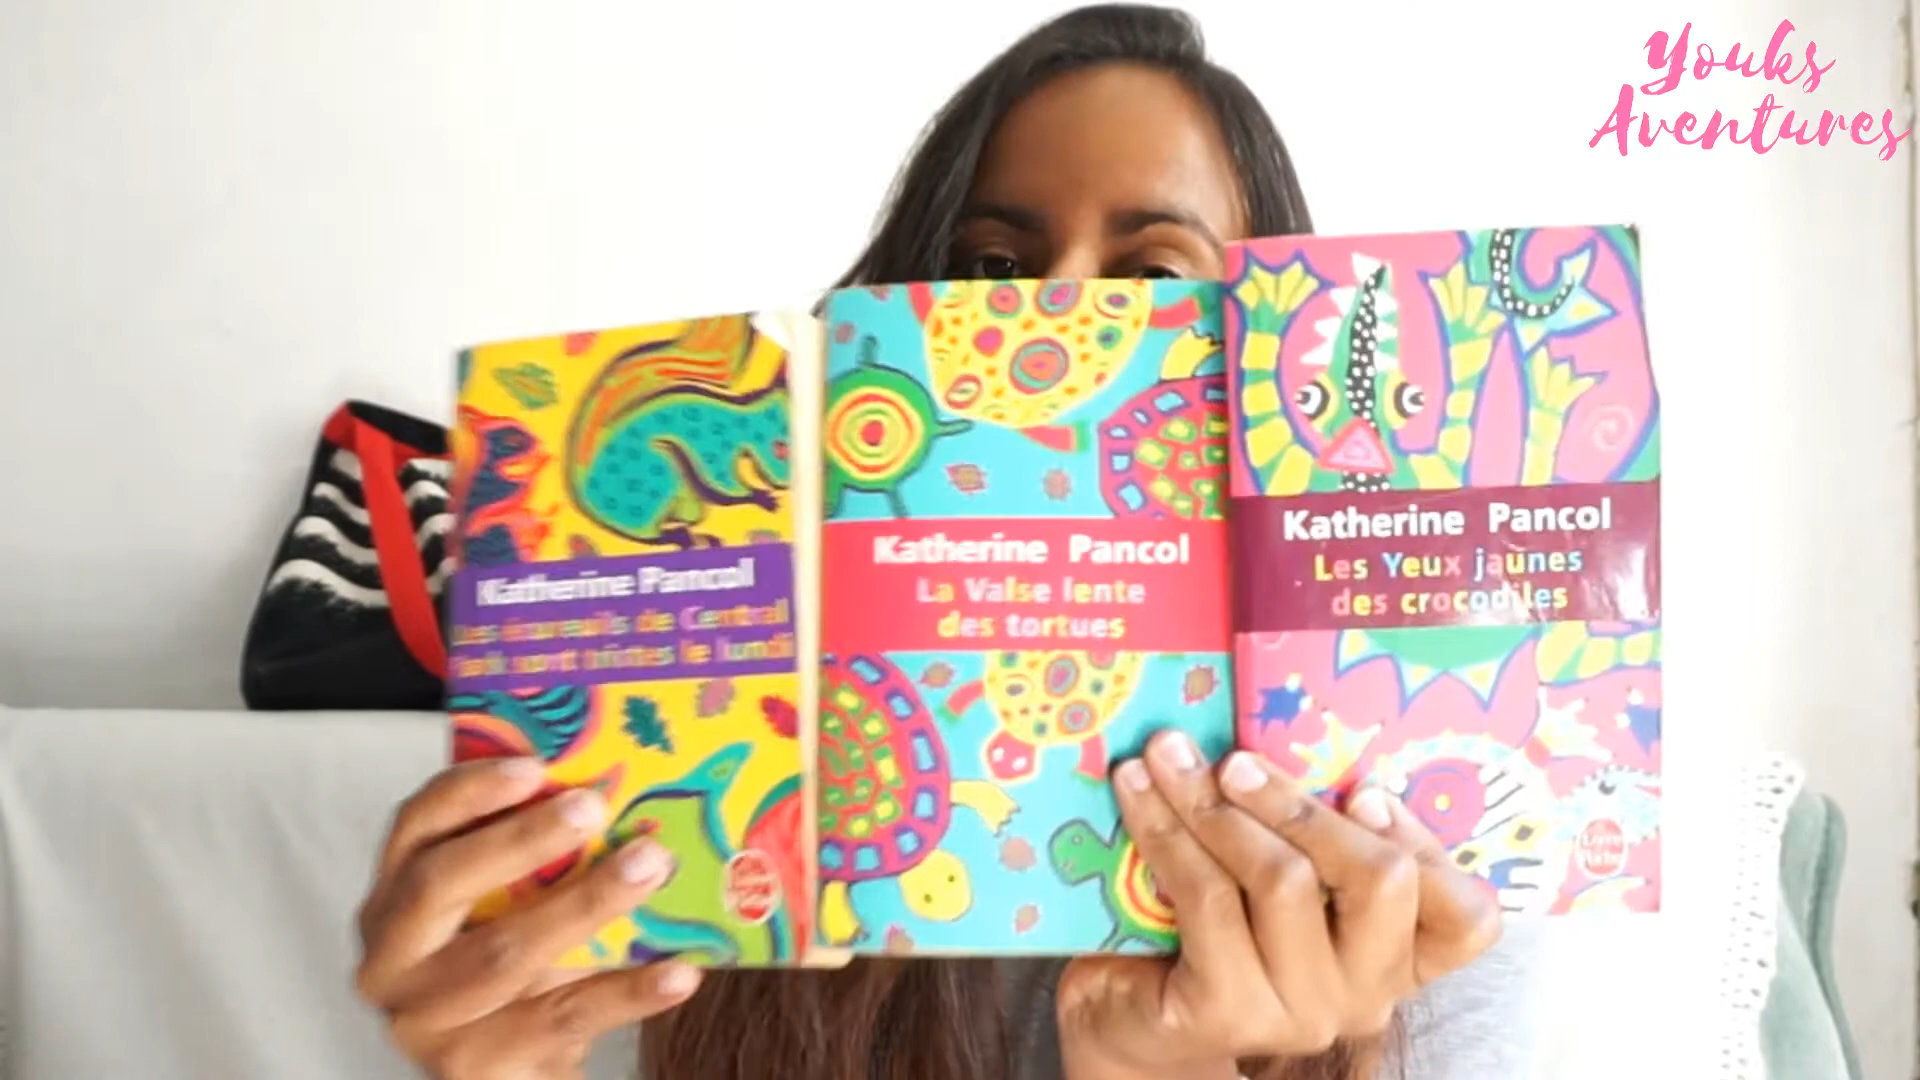 Youks
Aventures
Katherine Pancol
Les Écureuils de Central
Park sont tristes le lundi
Katherine Pancol
La Valse lente
des tortues
Katherine Pancol
Les Yeux jaunes
des crocodiles